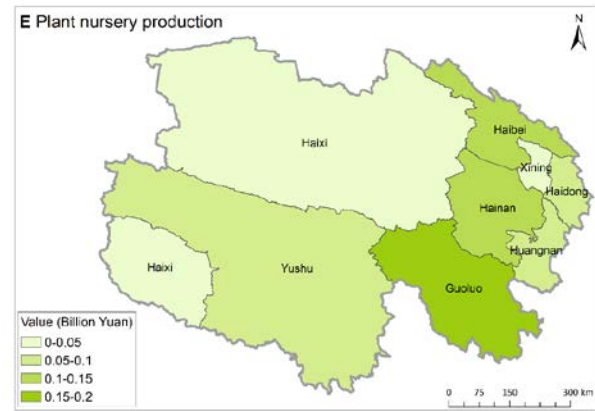 E Plant nursery production
N
Haixi
Haibei
Xining
Haidong
Hainan
Huangnan
Haixi
Yushu
Guoluo
Value (Billion Yuan)
0-0.05
0.05-0.1
0.1-0.15
0.15-0.2
0 75 150 300 km